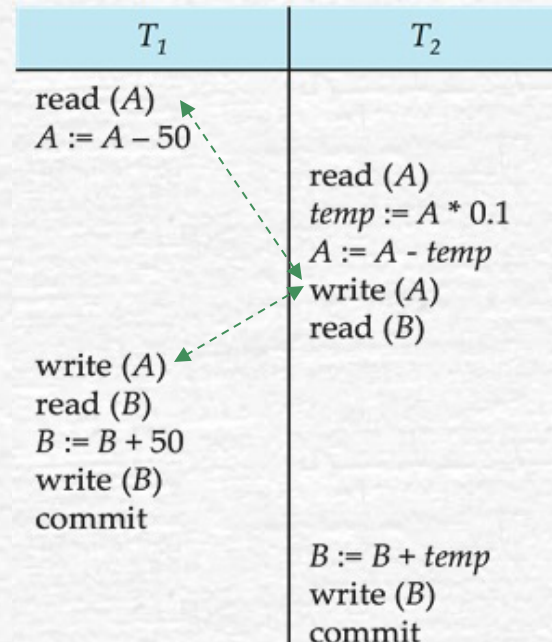 T1 T2
read (A)
A := A – 50
read (A)
temp := A * 0.1
A := A - temp
write (A)
read (B)
write (A)
read (B)
B := B + 50
write (B)
commit
B := B + temp
write (B)
commit